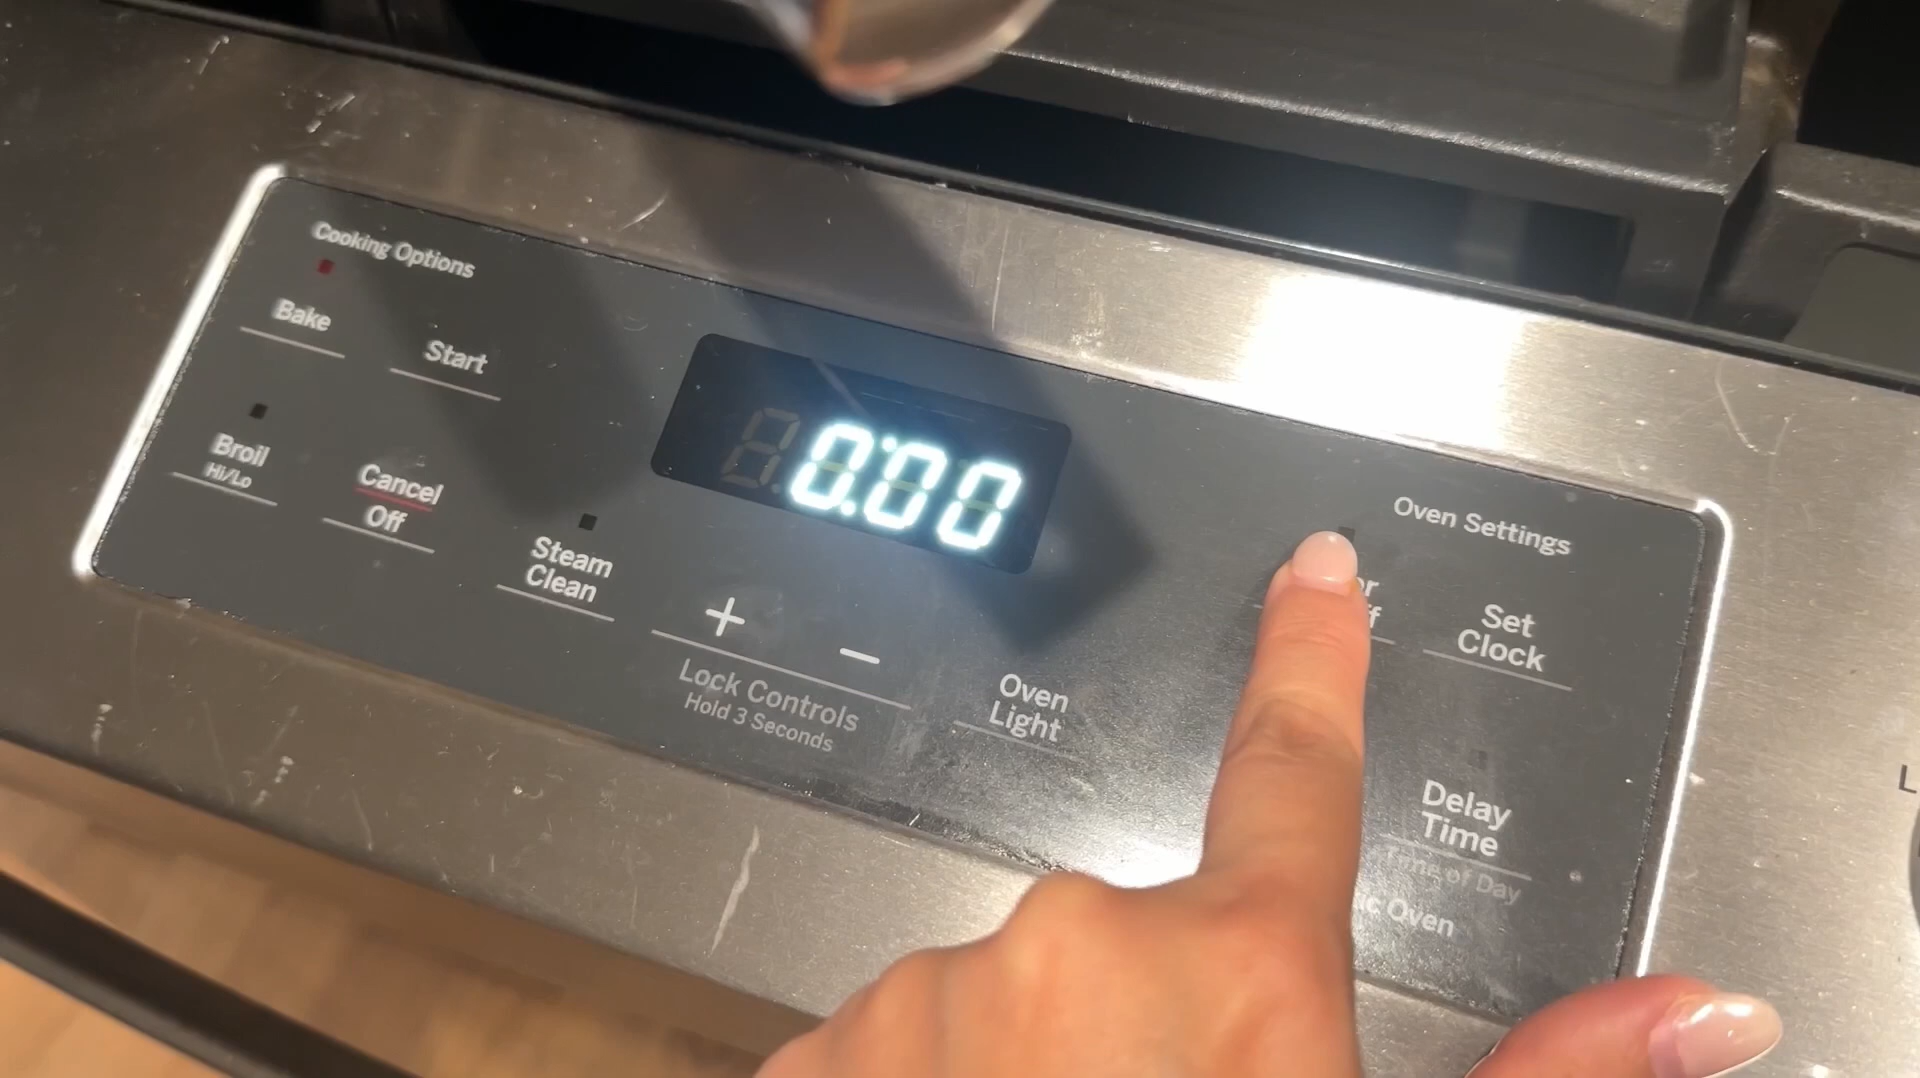 Cooking Options
Bake
Start
Broil
Hi/Lo
Cancel
Off
Steam
Clean
0:00
+
−
Lock Controls
Hold 3 Seconds
Oven
Light
Oven Settings
Set
Clock
Delay
Time
Time of Day
Oven